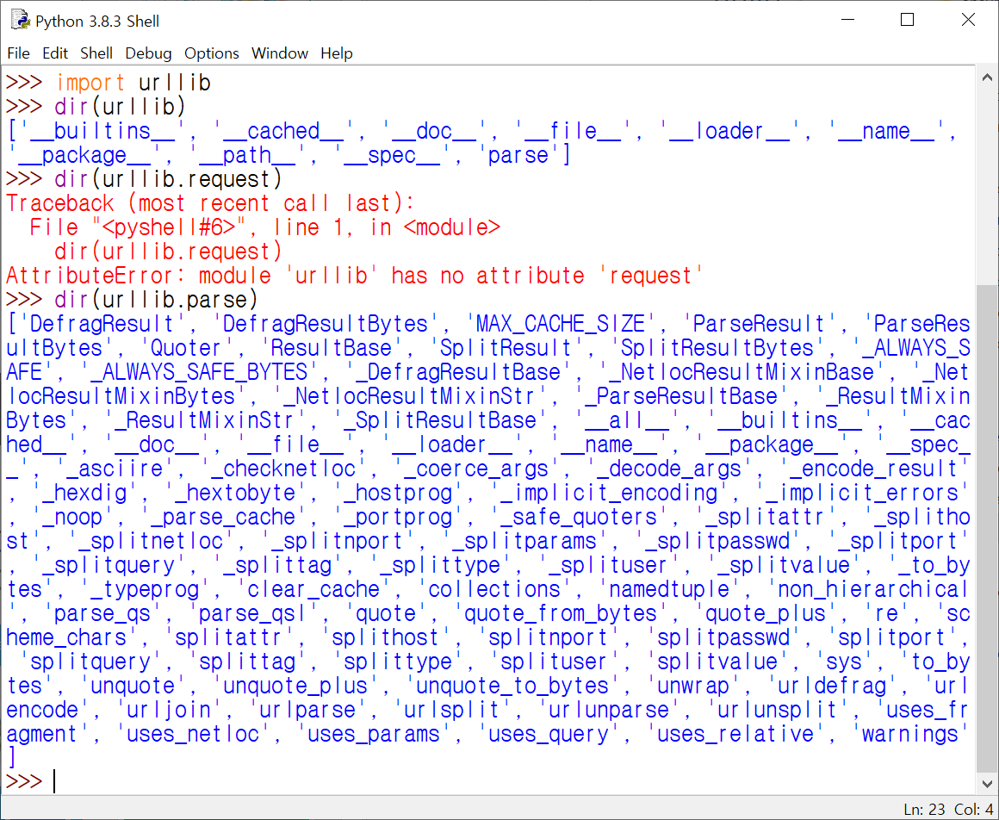 Python 3.8.3 Shell
File Edit Shell Debug Options Window Help
>>> import urllib
>>> dir(urllib)
['__builtins__', '__cached__', '__doc__', '__file__', '__loader__', '__name__',
'__package__', '__path__', '__spec__', 'parse']
>>> dir(urllib.request)
Traceback (most recent call last):
  File "<pyshell#6>", line 1, in <module>
    dir(urllib.request)
AttributeError: module 'urllib' has no attribute 'request'
>>> dir(urllib.parse)
['DefragResult', 'DefragResultBytes', 'MAX_CACHE_SIZE', 'ParseResult', 'ParseRes
ultBytes', 'Quoter', 'ResultBase', 'SplitResult', 'SplitResultBytes', '_ALWAYS_S
AFE', '_ALWAYS_SAFE_BYTES', '_DefragResultBase', '_NetlocResultMixinBase', '_Net
locResultMixinBytes', '_NetlocResultMixinStr', '_ParseResultBase', '_ResultMixin
Bytes', '_ResultMixinStr', '_SplitResultBase', '__all__', '__builtins__', '__cac
hed__', '__doc__', '__file__', '__loader__', '__name__', '__package__', '__spec_
_', '_asciire', '_checknetloc', '_coerce_args', '_decode_args', '_encode_result'
, '_hexdig', '_hextobyte', '_hostprog', '_implicit_encoding', '_implicit_errors'
, '_noop', '_parse_cache', '_portprog', '_safe_quoters', '_splitattr', '_splitho
st', '_splitnetloc', '_splitnport', '_splitparams', '_splitpasswd', '_splitport'
, '_splitquery', '_splittag', '_splittype', '_splituser', '_splitvalue', '_to_by
tes', '_typeprog', 'clear_cache', 'collections', 'namedtuple', 'non_hierarchical
', 'parse_qs', 'parse_qsl', 'quote', 'quote_from_bytes', 'quote_plus', 're', 'sc
heme_chars', 'splitattr', 'splithost', 'splitnport', 'splitpasswd', 'splitport',
 'splitquery', 'splittag', 'splittype', 'splituser', 'splitvalue', 'sys', 'to_by
tes', 'unquote', 'unquote_plus', 'unquote_to_bytes', 'unwrap', 'urldefrag', 'url
encode', 'urljoin', 'urlparse', 'urlsplit', 'urlunparse', 'urlunsplit', 'uses_fr
agment', 'uses_netloc', 'uses_params', 'uses_query', 'uses_relative', 'warnings'
]
>>>
Ln: 23 Col: 4